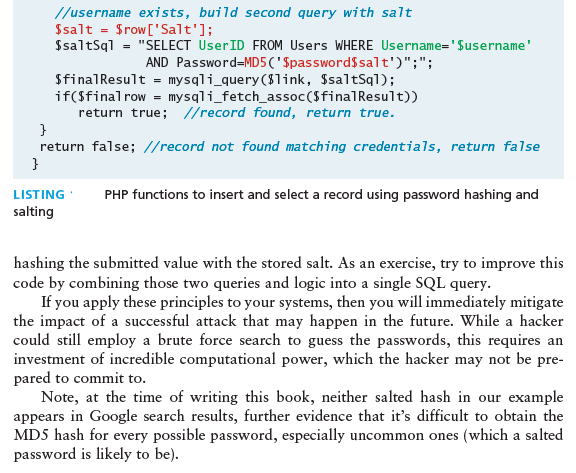 //username exists, build second query with salt
$salt = $row['Salt'];
$saltSql = "SELECT UserID FROM Users WHERE Username='$username'
AND Password=MD5('$password$salt')";";
$finalResult = mysqli_query($link, $saltSql);
if($finalrow = mysqli_fetch_assoc($finalResult))
return true; //record found, return true.
}
return false; //record not found matching credentials, return false
}
LISTING PHP functions to insert and select a record using password hashing and
salting
hashing the submitted value with the stored salt. As an exercise, try to improve this
code by combining those two queries and logic into a single SQL query.
If you apply these principles to your systems, then you will immediately mitigate
the impact of a successful attack that may happen in the future. While a hacker
could still employ a brute force search to guess the passwords, this requires an
investment of incredible computational power, which the hacker may not be pre-
pared to commit to.
Note, at the time of writing this book, neither salted hash in our example
appears in Google search results, further evidence that it's difficult to obtain the
MD5 hash for every possible password, especially uncommon ones (which a salted
password is likely to be).